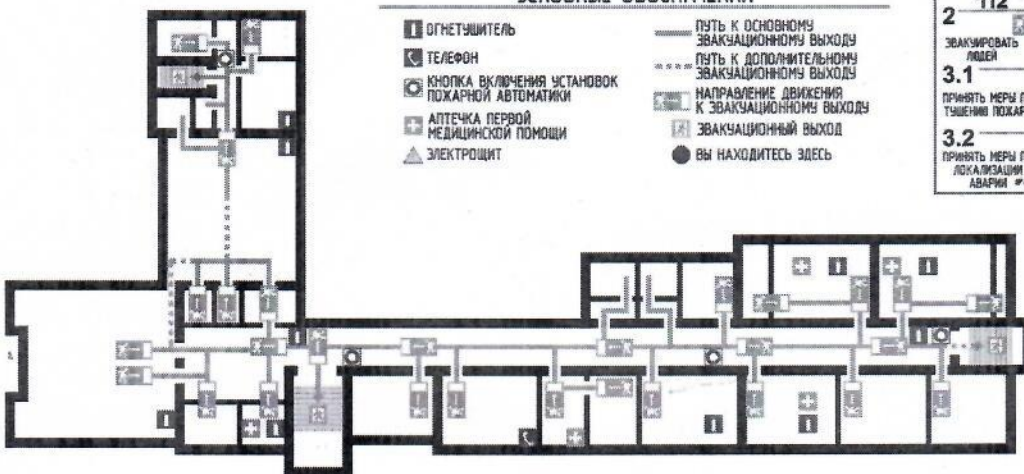 ОГНЕТУШИТЕЛЬ
ТЕЛЕФОН
КНОПКА ВКЛЮЧЕНИЯ УСТАНОВОК
ПОЖАРНОЙ АВТОМАТИКИ
АПТЕЧКА ПЕРВОЙ
МЕДИЦИНСКОЙ ПОМОЩИ
ЭЛЕКТРОЩИТ
ПУТЬ К ОСНОВНОМУ
ЭВАКУАЦИОННОМУ ВЫХОДУ
ПУТЬ К ДОПОЛНИТЕЛЬНОМУ
ЭВАКУАЦИОННОМУ ВЫХОДУ
НАПРАВЛЕНИЕ ДВИЖЕНИЯ
К ЭВАКУАЦИОННОМУ ВЫХОДУ
ЭВАКУАЦИОННЫЙ ВЫХОД
ВЫ НАХОДИТЕСЬ ЗДЕСЬ
112
2
ЭВАКУИРОВАТЬ
ЛЮДЕЙ
3.1
ПРИНЯТЬ МЕРЫ П
ТУШЕНИЮ ПОЖАР
3.2
ПРИНЯТЬ МЕРЫ П
ЛОКАЛИЗАЦИИ
АВАРИИ